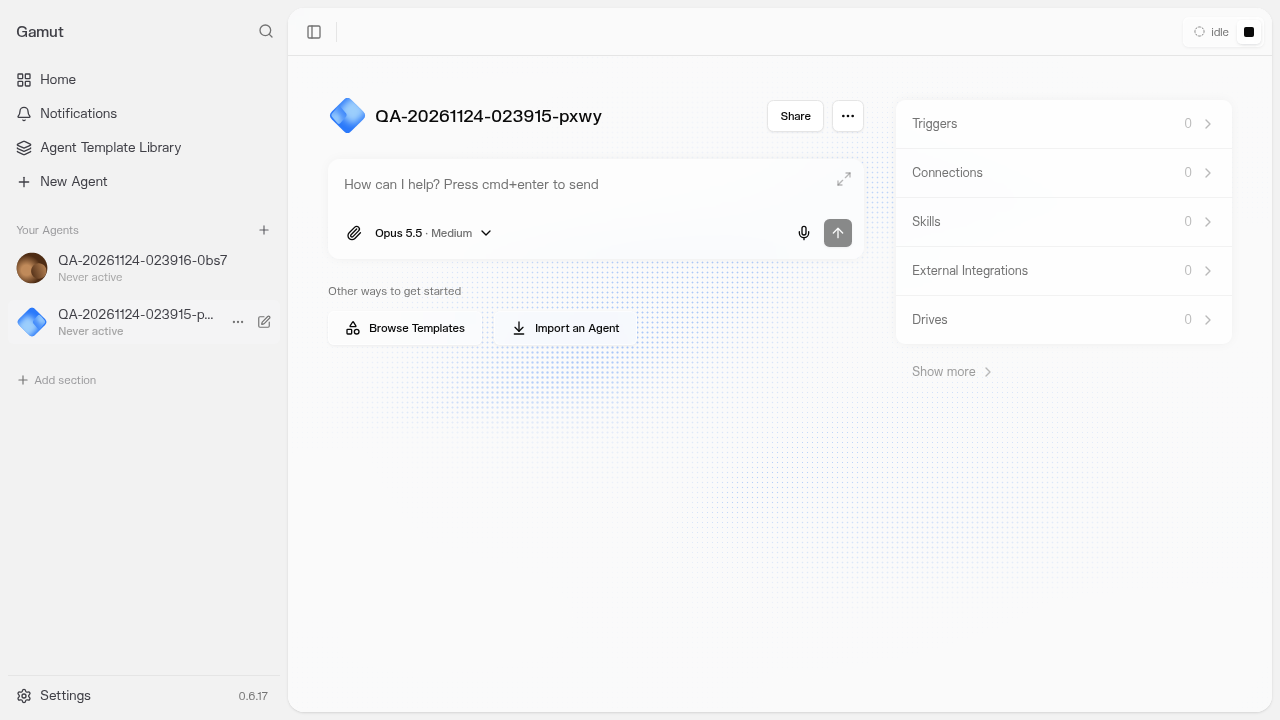 Gamut
Home
Notifications
Agent Template Library
New Agent
Your Agents
QA-20261124-023916-0bs7
Never active
QA-20261124-023915-p...
Never active
Add section
Settings
0.6.17
idle
QA-20261124-023915-pxwy
Share
How can I help? Press cmd+enter to send
Opus 5.5 · Medium
Other ways to get started
Browse Templates
Import an Agent
Triggers 0
Connections 0
Skills 0
External Integrations 0
Drives 0
Show more